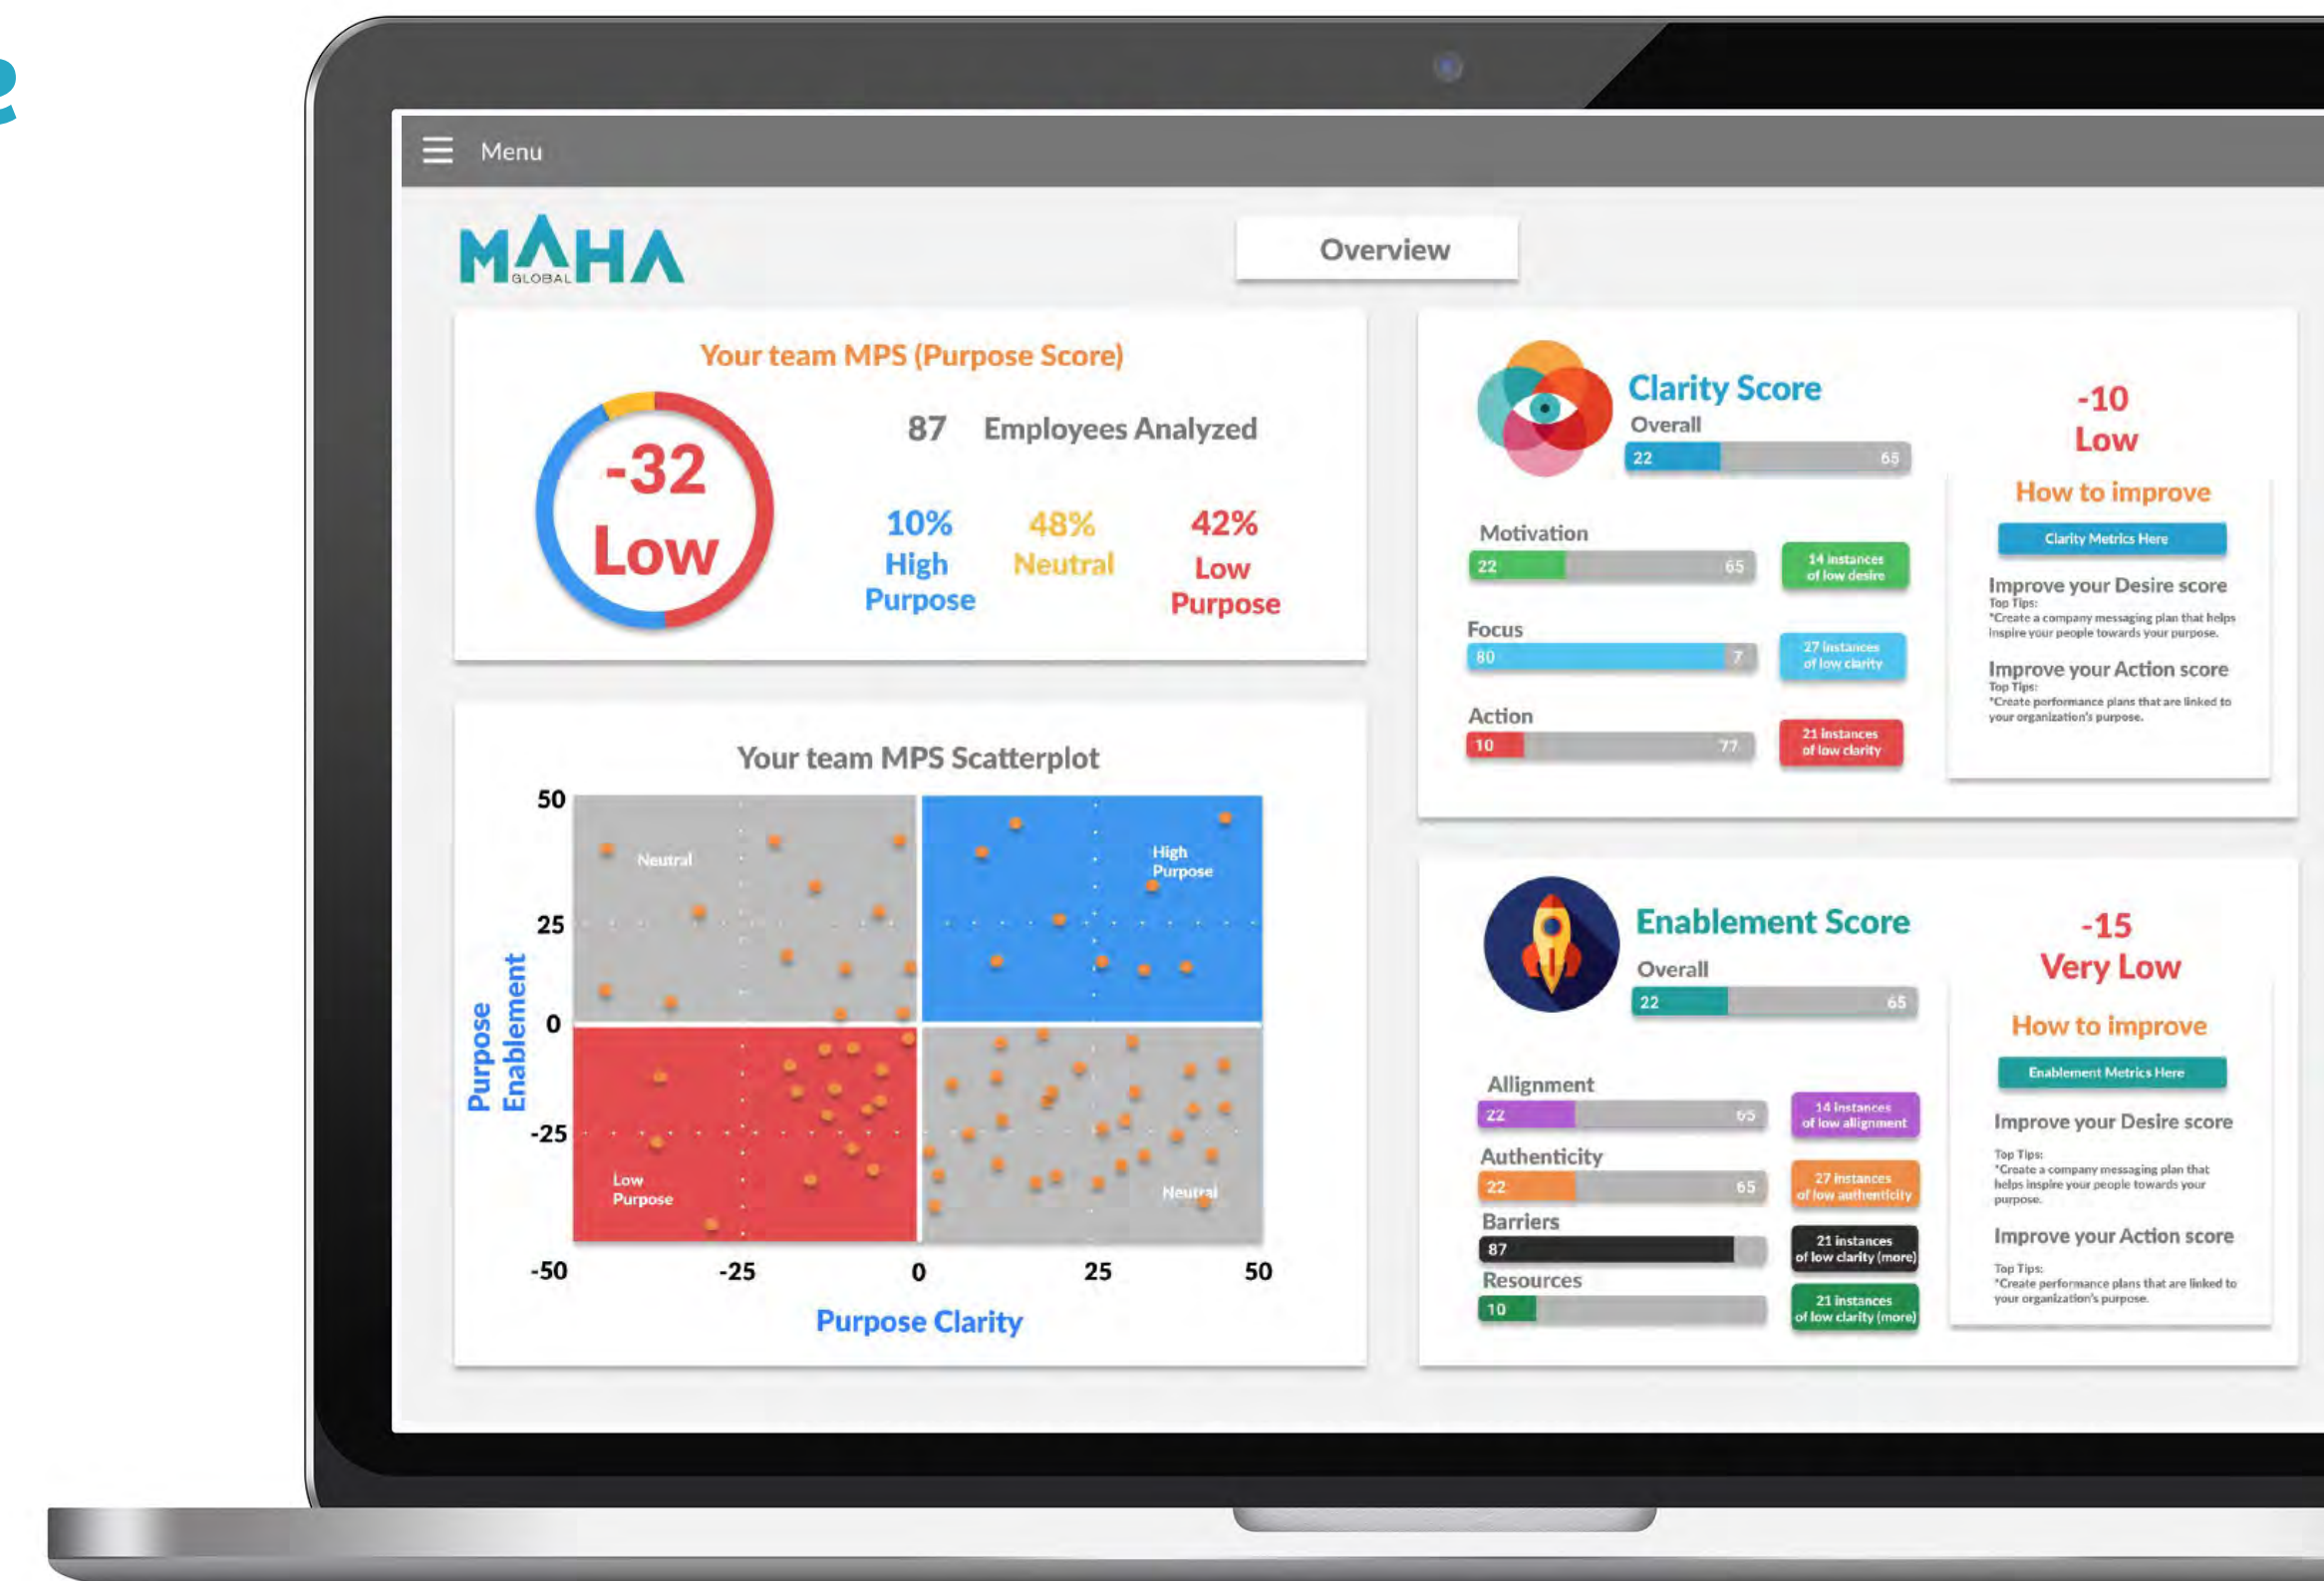 Menu
MAHA
GLOBAL
Overview
Your team MPS (Purpose Score)
-32
Low
87 Employees Analyzed
10%
High
Purpose
48%
Neutral
42%
Low
Purpose
Your team MPS Scatterplot
50
25
0
-25
-50
-25
0
25
50
Purpose
Enablement
Purpose Clarity
Neutral
High
Purpose
Low
Purpose
Neutral
Clarity Score
Overall
22 65
Motivation
22 65
14 instances
of low desire
Focus
80 7
27 instances
of low clarity
Action
10 77
21 instances
of low clarity
-10
Low
How to improve
Clarity Metrics Here
Improve your Desire score
Top Tips:
*Create a company messaging plan that helps
inspire your people towards your purpose.
Improve your Action score
Top Tips:
*Create performance plans that are linked to
your organization's purpose.
Enablement Score
Overall
22 65
Allignment
22 65
14 instances
of low allignment
Authenticity
22 65
27 instances
of low authenticity
Barriers
87
21 instances
of low clarity (more)
Resources
10
21 instances
of low clarity (more)
-15
Very Low
How to improve
Enablement Metrics Here
Improve your Desire score
Top Tips:
*Create a company messaging plan that
helps inspire your people towards your
purpose.
Improve your Action score
Top Tips:
*Create performance plans that are linked to
your organization's purpose.